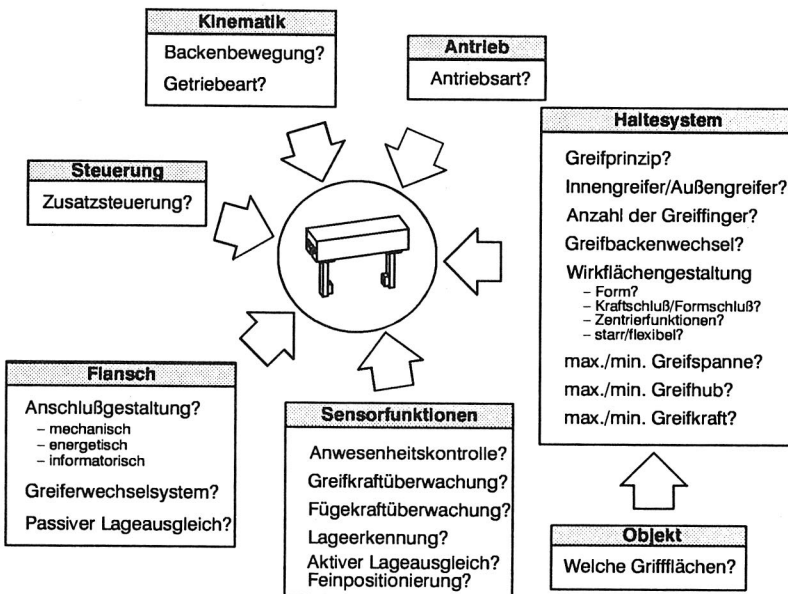 Kinematik
Backenbewegung?
Getriebeart?
Antrieb
Antriebsart?
Haltesystem
Greifprinzip?
Innengreifer/Außengreifer?
Anzahl der Greiffinger?
Greifbackenwechsel?
Wirkflächengestaltung
– Form?
– Kraftschluß/Formschluß?
– Zentrierfunktionen?
– starr/flexibel?
max./min. Greifspanne?
max./min. Greifhub?
max./min. Greifkraft?
Steuerung
Zusatzsteuerung?
Flansch
Anschlußgestaltung?
– mechanisch
– energetisch
– informatorisch
Greiferwechselsystem?
Passiver Lageausgleich?
Sensorfunktionen
Anwesenheitskontrolle?
Greifkraftüberwachung?
Fügekraftüberwachung?
Lageerkennung?
Aktiver Lageausgleich?
Feinpositionierung?
Objekt
Welche Griffflächen?